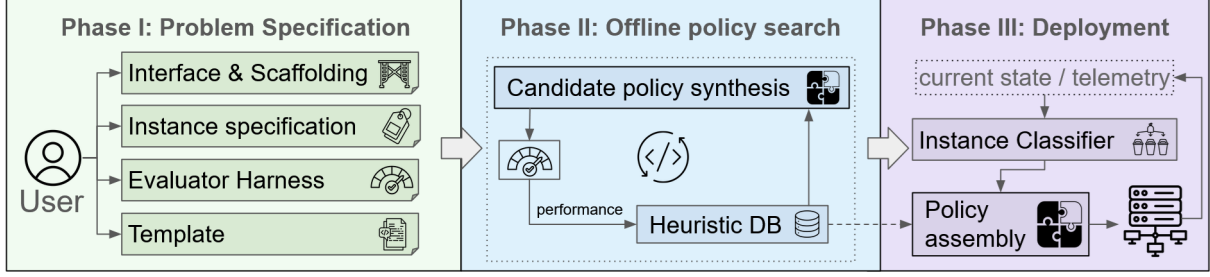 Phase I: Problem Specification
Interface & Scaffolding
Instance specification
Evaluator Harness
Template
User
Phase II: Offline policy search
Candidate policy synthesis
</>
performance
Heuristic DB
Phase III: Deployment
current state / telemetry
Instance Classifier
Policy
assembly